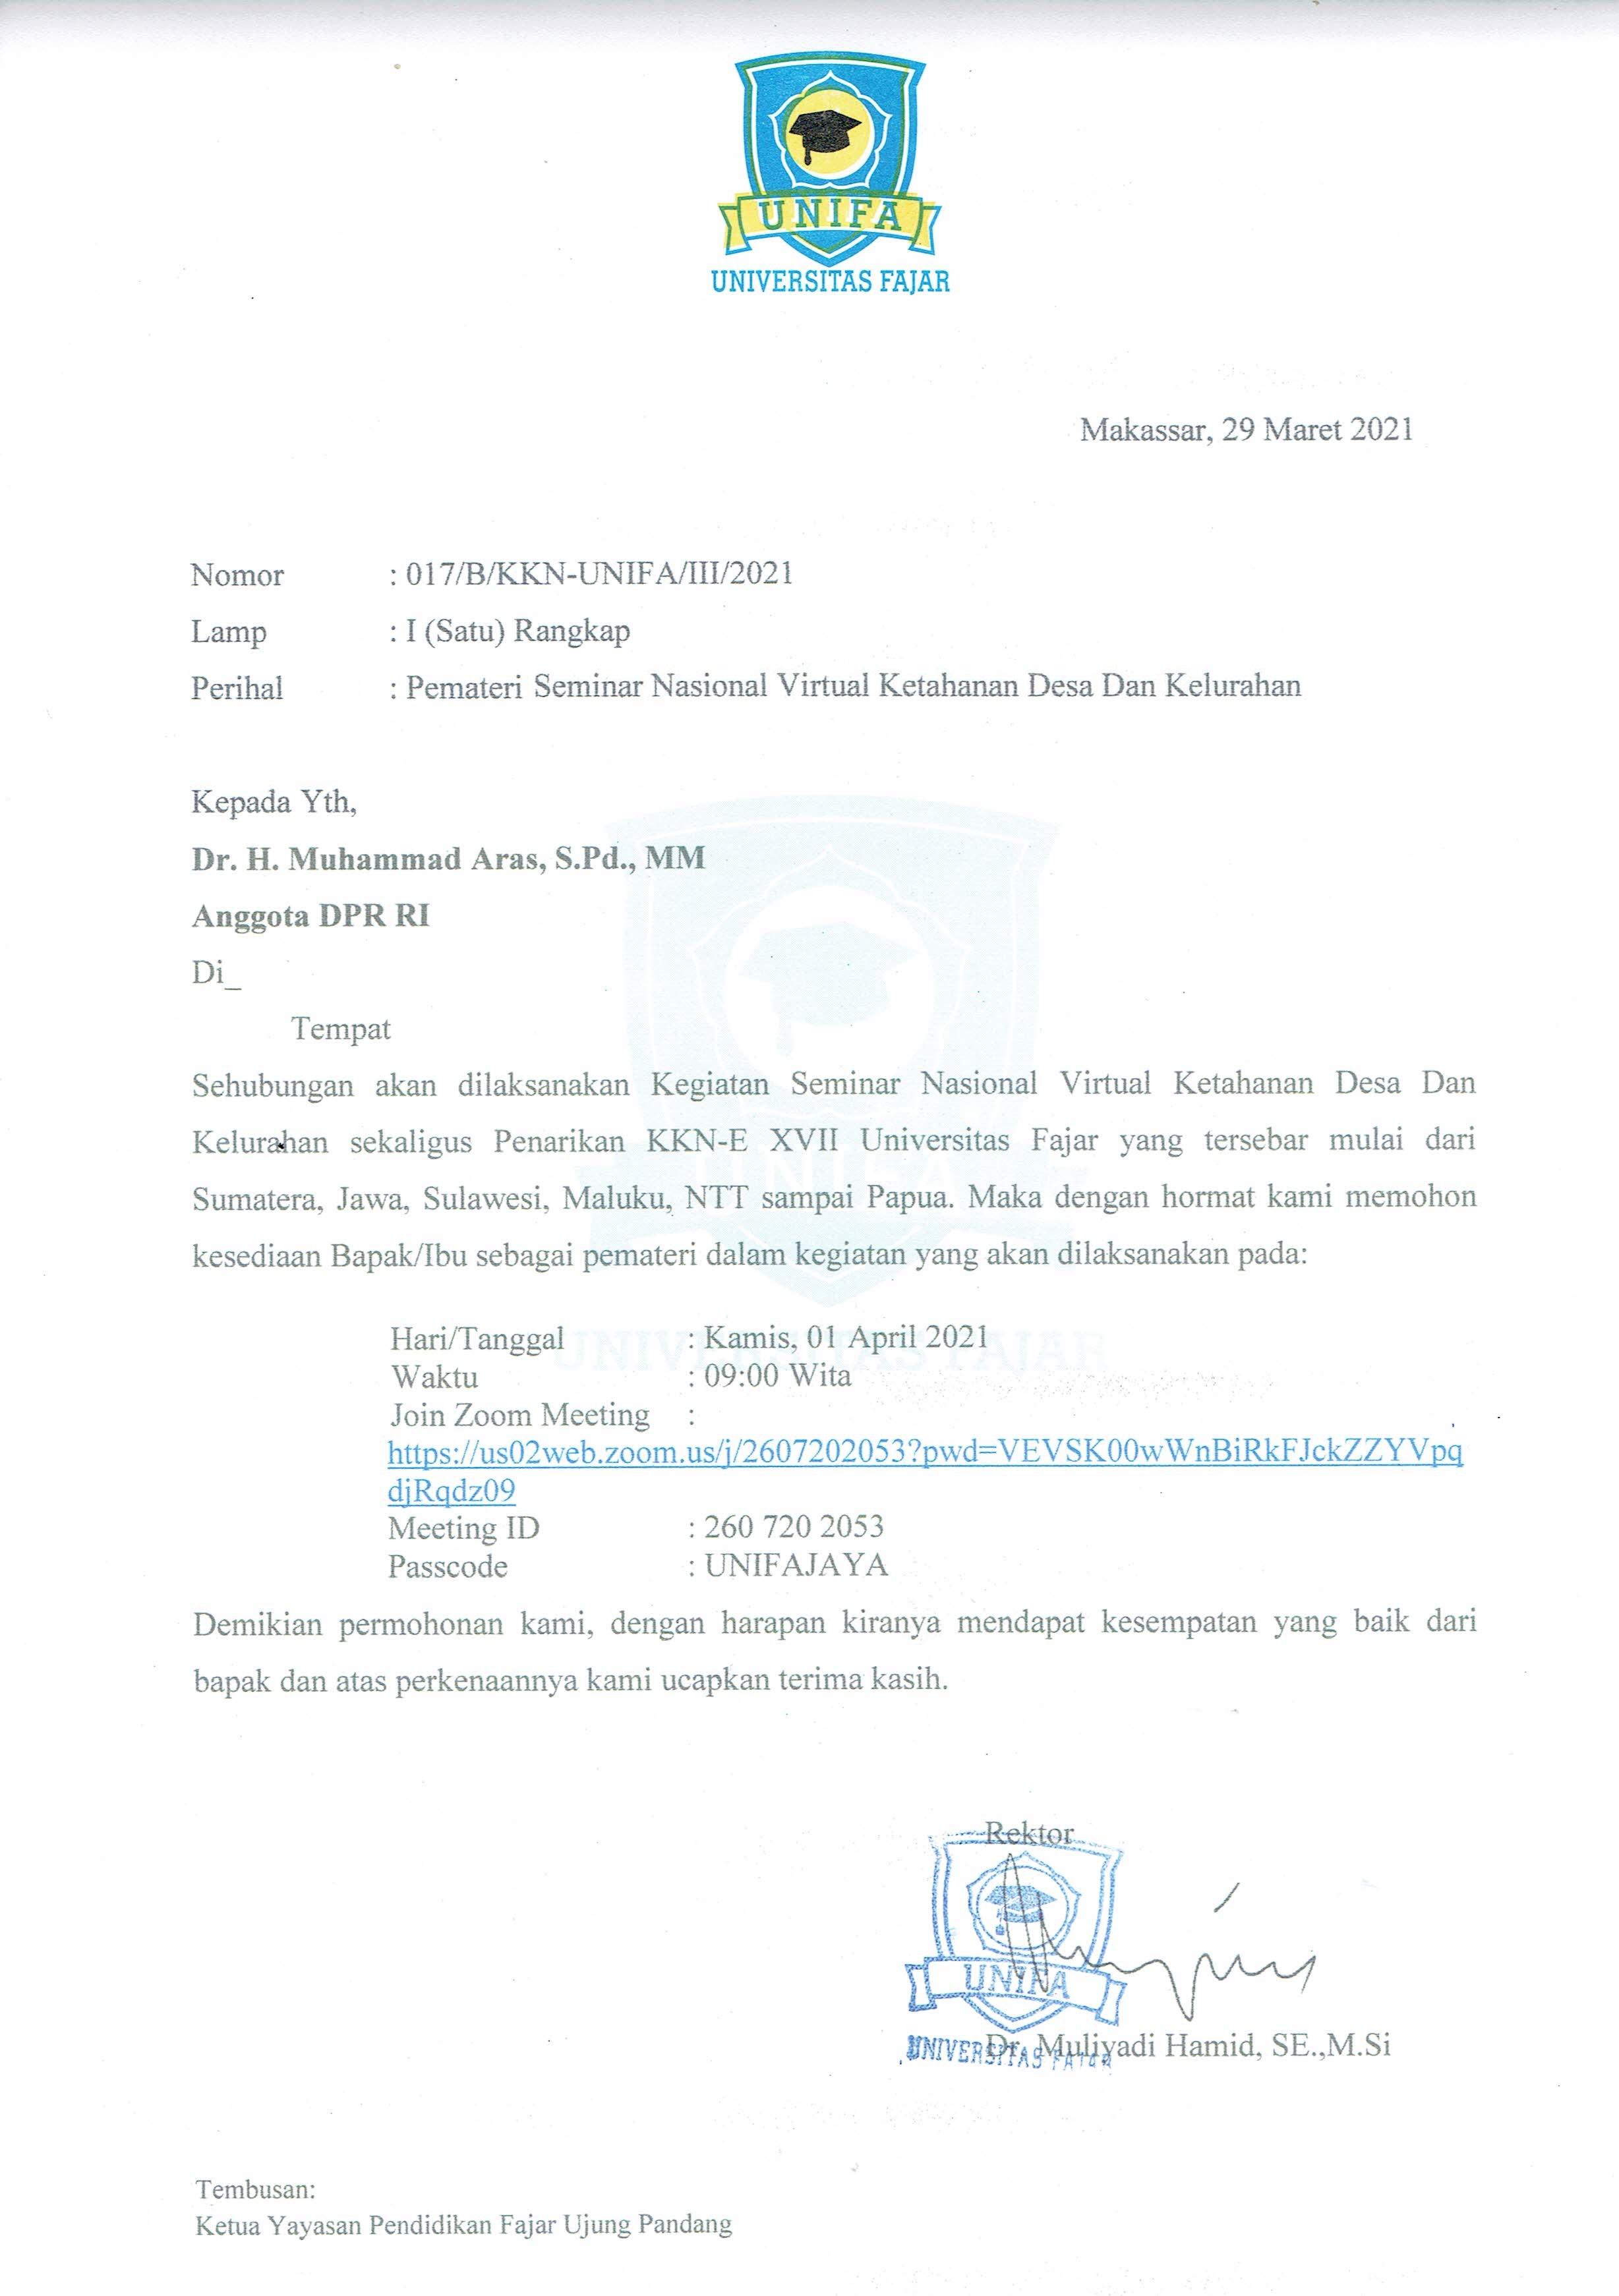 UNIFA
UNIVERSITAS FAJAR
Makassar, 29 Maret 2021
Nomor : 017/B/KKN-UNIFA/III/2021
Lamp : I (Satu) Rangkap
Perihal : Pemateri Seminar Nasional Virtual Ketahanan Desa Dan Kelurahan
Kepada Yth,
Dr. H. Muhammad Aras, S.Pd., MM
Anggota DPR RI
Di_
Tempat
Sehubungan akan dilaksanakan Kegiatan Seminar Nasional Virtual Ketahanan Desa Dan
Kelurahan sekaligus Penarikan KKN-E XVII Universitas Fajar yang tersebar mulai dari
Sumatera, Jawa, Sulawesi, Maluku, NTT sampai Papua. Maka dengan hormat kami memohon
kesediaan Bapak/Ibu sebagai pemateri dalam kegiatan yang akan dilaksanakan pada:
UNIFA
UNIVERSITAS FAJAR
Hari/Tanggal : Kamis, 01 April 2021
Waktu : 09:00 Wita
Join Zoom Meeting :
https://us02web.zoom.us/j/2607202053?pwd=VEVSK00wWnBiRkFJckZZYVpq
djRqdz09
Meeting ID : 260 720 2053
Passcode : UNIFAJAYA
Demikian permohonan kami, dengan harapan kiranya mendapat kesempatan yang baik dari
bapak dan atas perkenaannya kami ucapkan terima kasih.
Rektor
UNIFA
UNIVERSITAS FAJAR
Dr. Muliyadi Hamid, SE.,M.Si
Tembusan:
Ketua Yayasan Pendidikan Fajar Ujung Pandang